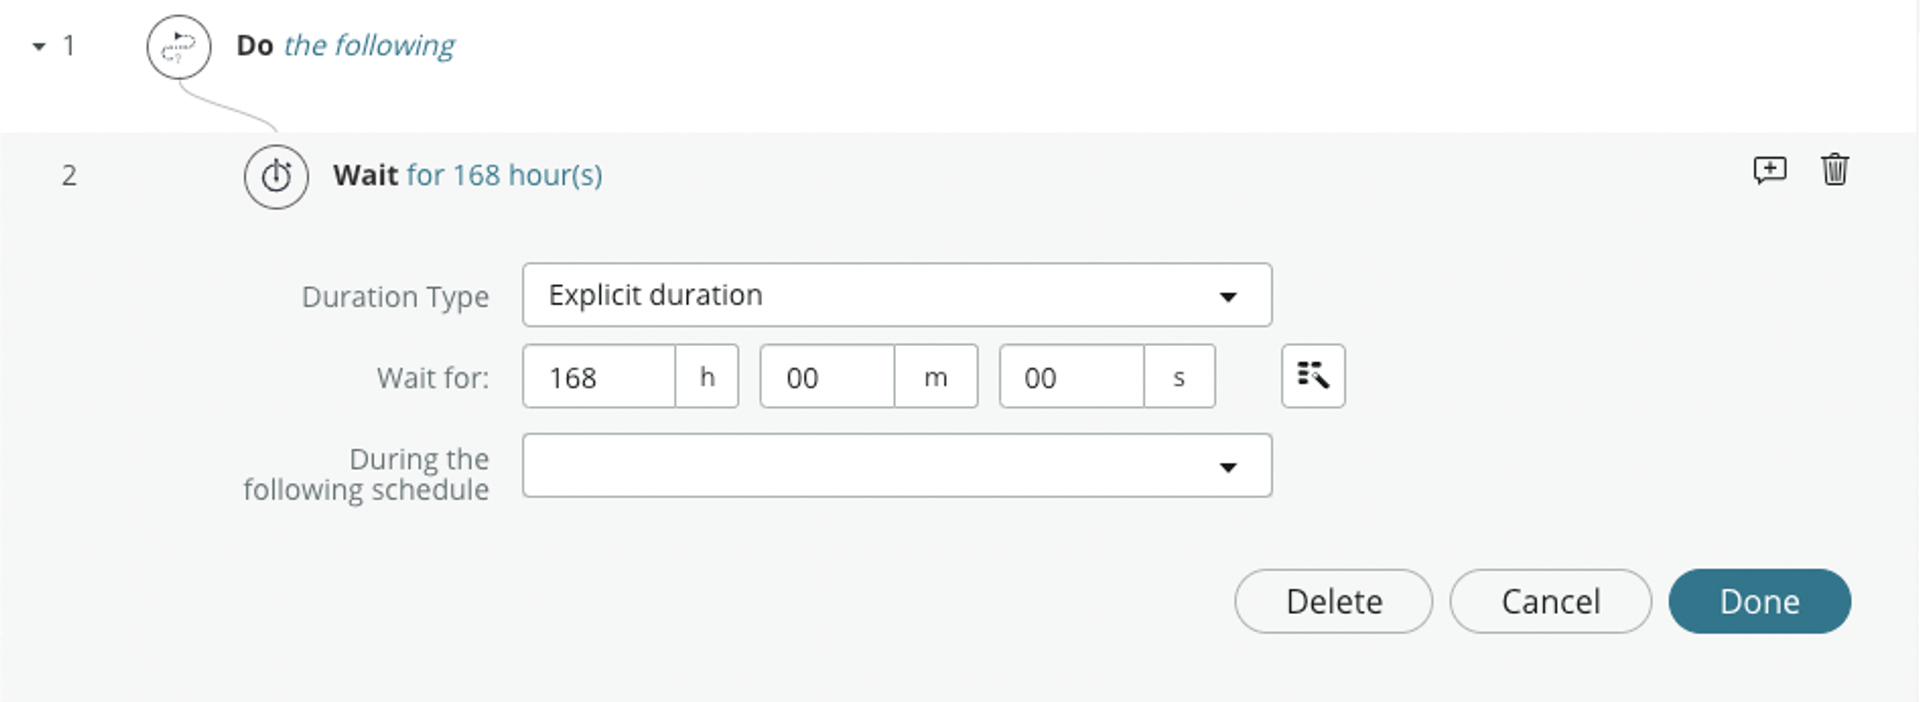 1 Do the following
2 Wait for 168 hour(s)
Duration Type Explicit duration
Wait for: 168 h 00 m 00 s
During the
following schedule
Delete Cancel Done